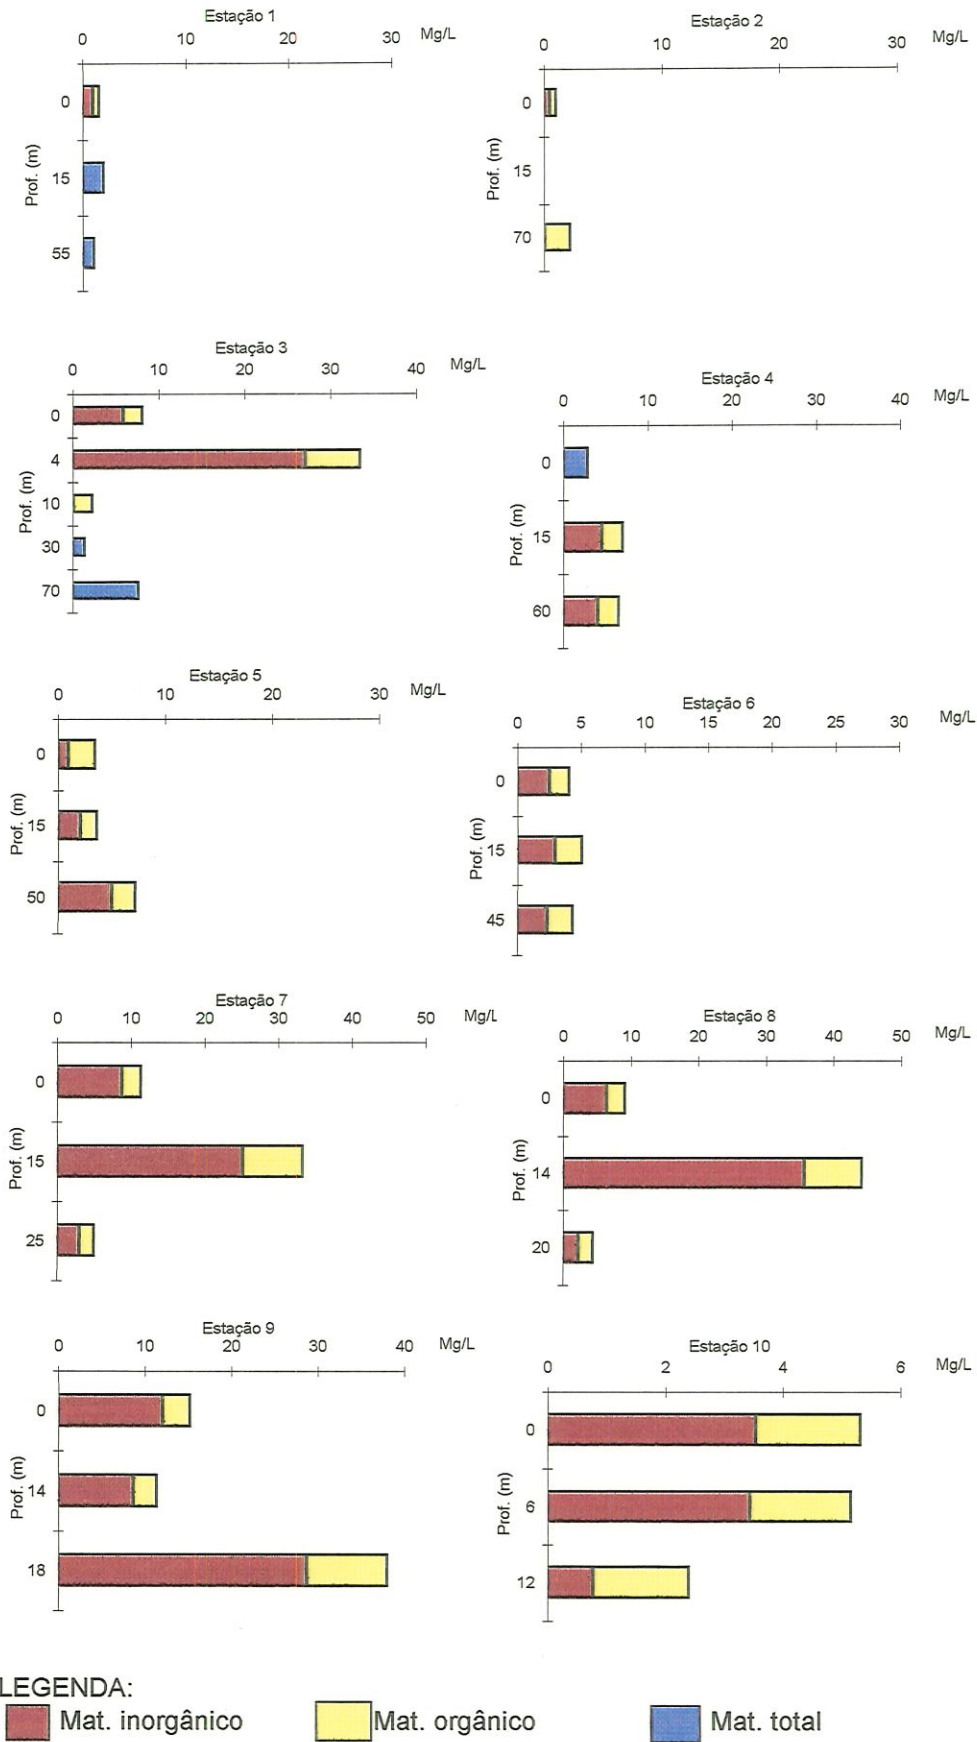 Estação 1
0 10 20 30 Mg/L
Prof. (m)
0
15
55
Estação 2
0 10 20 30 Mg/L
Prof. (m)
0
15
70
Estação 3
0 10 20 30 40 Mg/L
Prof. (m)
0
4
10
30
70
Estação 4
0 10 20 30 40 Mg/L
Prof. (m)
0
15
60
Estação 5
0 10 20 30 Mg/L
Prof. (m)
0
15
50
Estação 6
0 5 10 15 20 25 30 Mg/L
Prof. (m)
0
15
45
Estação 7
0 10 20 30 40 50 Mg/L
Prof. (m)
0
15
25
Estação 8
0 10 20 30 40 50 Mg/L
Prof. (m)
0
14
20
Estação 9
0 10 20 30 40 Mg/L
Prof. (m)
0
14
18
Estação 10
0 2 4 6 Mg/L
Prof. (m)
0
6
12
LEGENDA:
Mat. inorgânico Mat. orgânico Mat. total